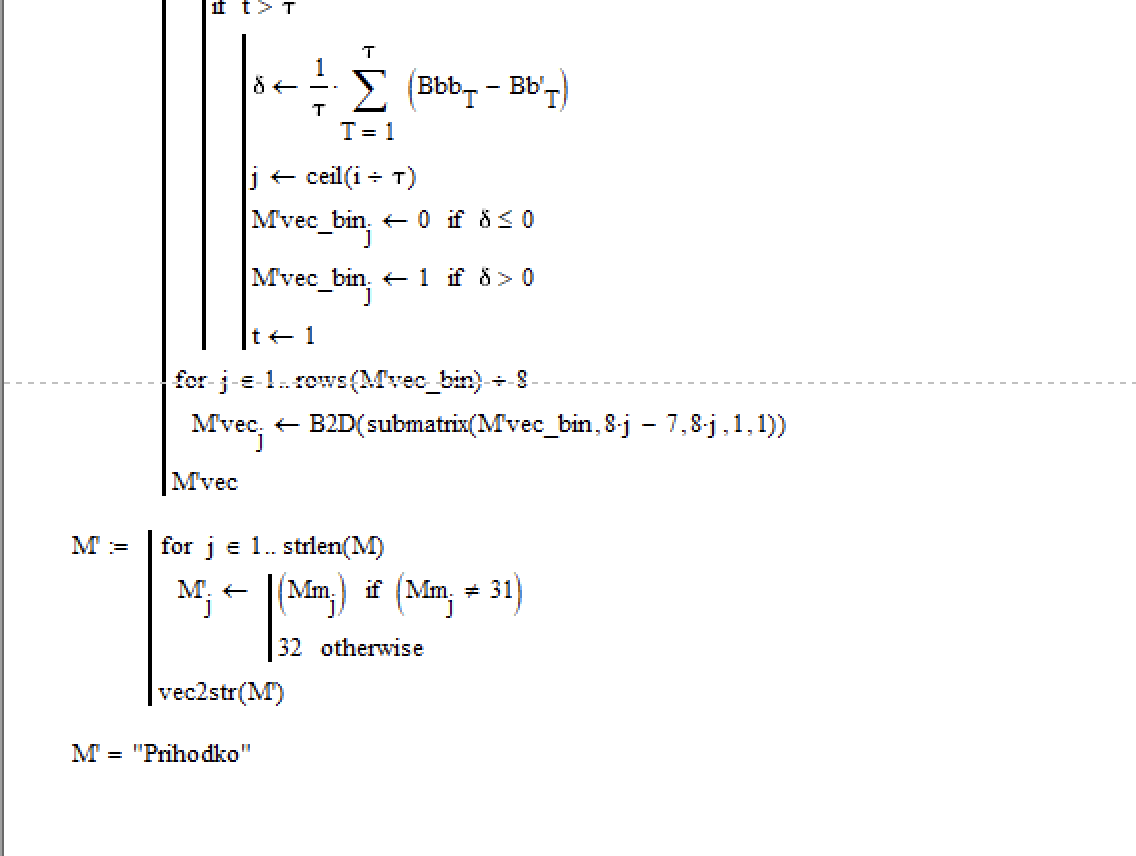 if t > τ
δ ← 1/τ · ∑_{T = 1}^{τ} (Bbb_T − Bb'_T)
j ← ceil(i ÷ τ)
M'vec_bin_j ← 0 if δ ≤ 0
M'vec_bin_j ← 1 if δ > 0
t ← 1
for j ∈ 1.. rows(M'vec_bin) ÷ 8
M'vec_j ← B2D(submatrix(M'vec_bin, 8·j − 7, 8·j, 1, 1))
M'vec
M' := for j ∈ 1.. strlen(M)
M'_j ← (Mm_j) if (Mm_j ≠ 31)
32 otherwise
vec2str(M')
M' = "Prihodko"